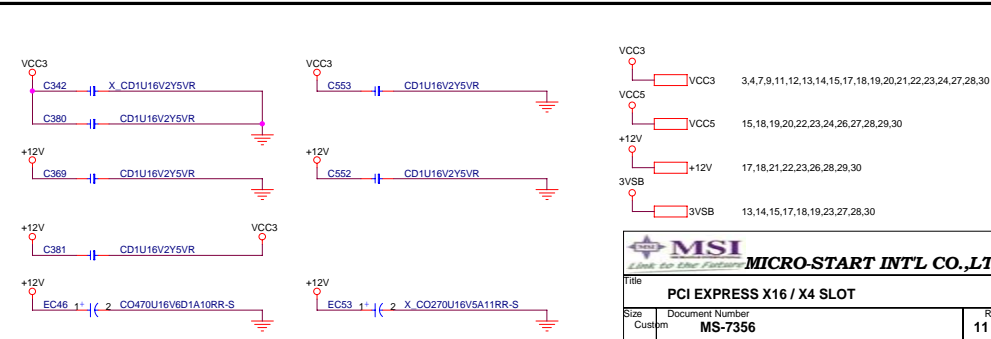 VCC3
C342 X_CD1U16V2Y5VR
C380 CD1U16V2Y5VR
+12V
C369 CD1U16V2Y5VR
+12V VCC3
C381 CD1U16V2Y5VR
+12V
EC46 1 + 2 CO470U16V6D1A10RR-S
VCC3
C553 CD1U16V2Y5VR
+12V
C552 CD1U16V2Y5VR
+12V
EC53 1 + 2 X_CO270U16V5A11RR-S
VCC3
VCC3 3,4,7,9,11,12,13,14,15,17,18,19,20,21,22,23,24,27,28,30
VCC5
VCC5 15,18,19,20,22,23,24,26,27,28,29,30
+12V
+12V 17,18,21,22,23,26,28,29,30
3VSB
3VSB 13,14,15,17,18,19,23,27,28,30
MSI
Link to the Future
MICRO-START INT'L CO.,LT
Title
PCI EXPRESS X16 / X4 SLOT
Size Document Number R
Custom MS-7356 11